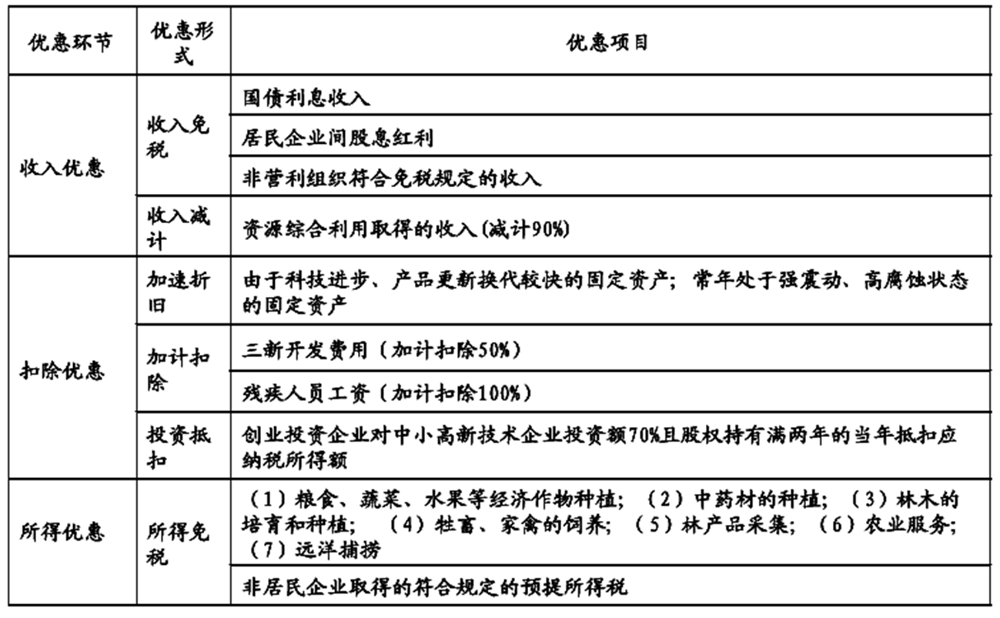 优惠环节
优惠形
式
优惠项目
收入优惠
收入免
税
国债利息收入
居民企业间股息红利
非营利组织符合免税规定的收入
收入减
计
资源综合利用取得的收入(减计90%)
扣除优惠
加速折
旧
由于科技进步、产品更新换代较快的固定资产；常年处于强震动、高腐蚀状态
的固定资产
加计扣
除
三新开发费用（加计扣除50%）
残疾人员工资（加计扣除100%）
投资抵
扣
创业投资企业对中小高新技术企业投资额70%且股权持有满两年的当年抵扣应
纳税所得额
所得优惠
所得免
税
（1）粮食、蔬菜、水果等经济作物种植；（2）中药材的种植；（3）林木的
培育和种植； （4）牲畜、家禽的饲养；（5）林产品采集；（6）农业服务；
（7）远洋捕捞
非居民企业取得的符合规定的预提所得税